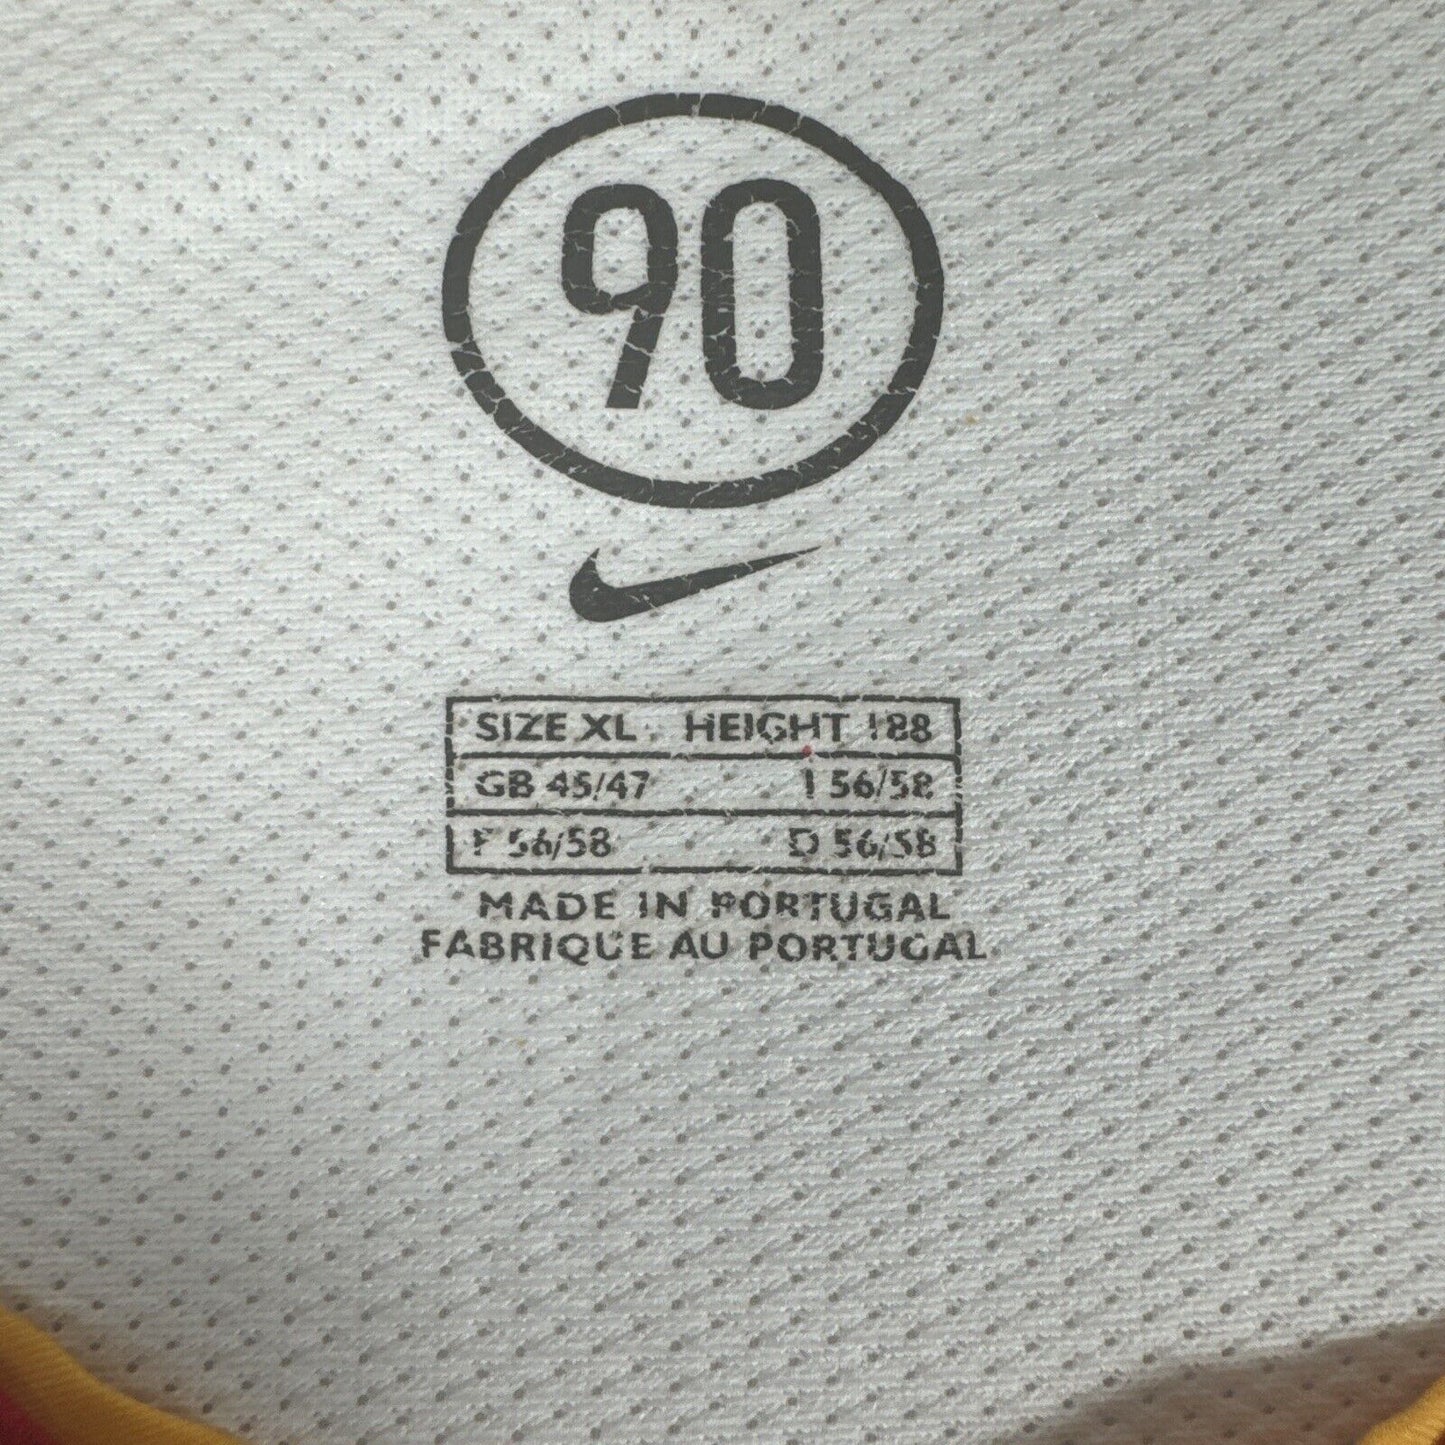 90
SIZE XL HEIGHT 188
GB 45/47 I 56/58
F 56/58 D 56/58
MADE IN PORTUGAL
FABRIQUE AU PORTUGAL